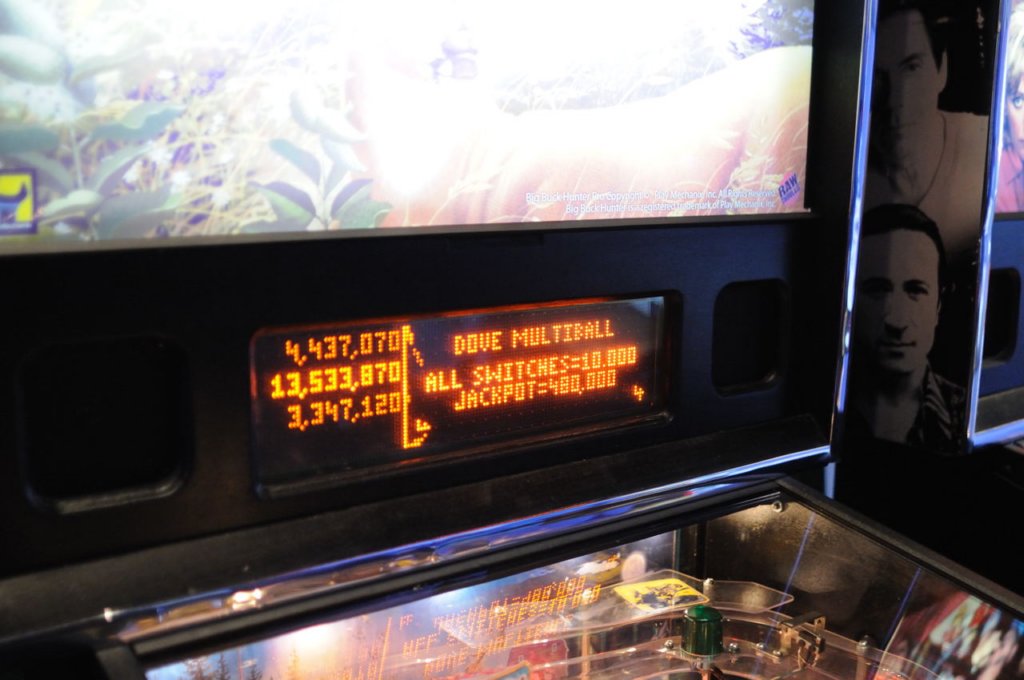 Big Buck Hunter Pro Copyright © Play Mechanix, Inc. All Rights Reserved.
Big Buck Hunter is a registered trademark of Play Mechanix, Inc.
RAW
4,437,070
13,533,870
3,347,120
DOVE MULTIBALL
ALL SWITCHES=10,000
JACKPOT=480,000
4